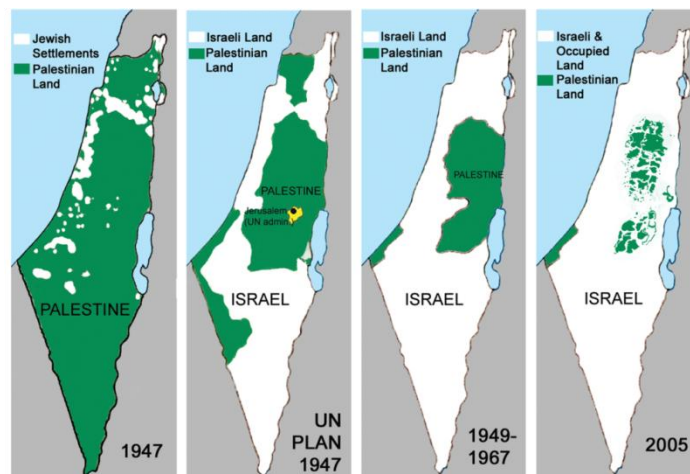 Jewish
Settlements
Palestinian
Land
PALESTINE
1947
Israeli Land
Palestinian
Land
PALESTINE
Jerusalem
(UN admin)
ISRAEL
UN
PLAN
1947
Israeli Land
Palestinian
Land
PALESTINE
ISRAEL
1949-
1967
Israeli &
Occupied
Land
Palestinian
Land
ISRAEL
2005